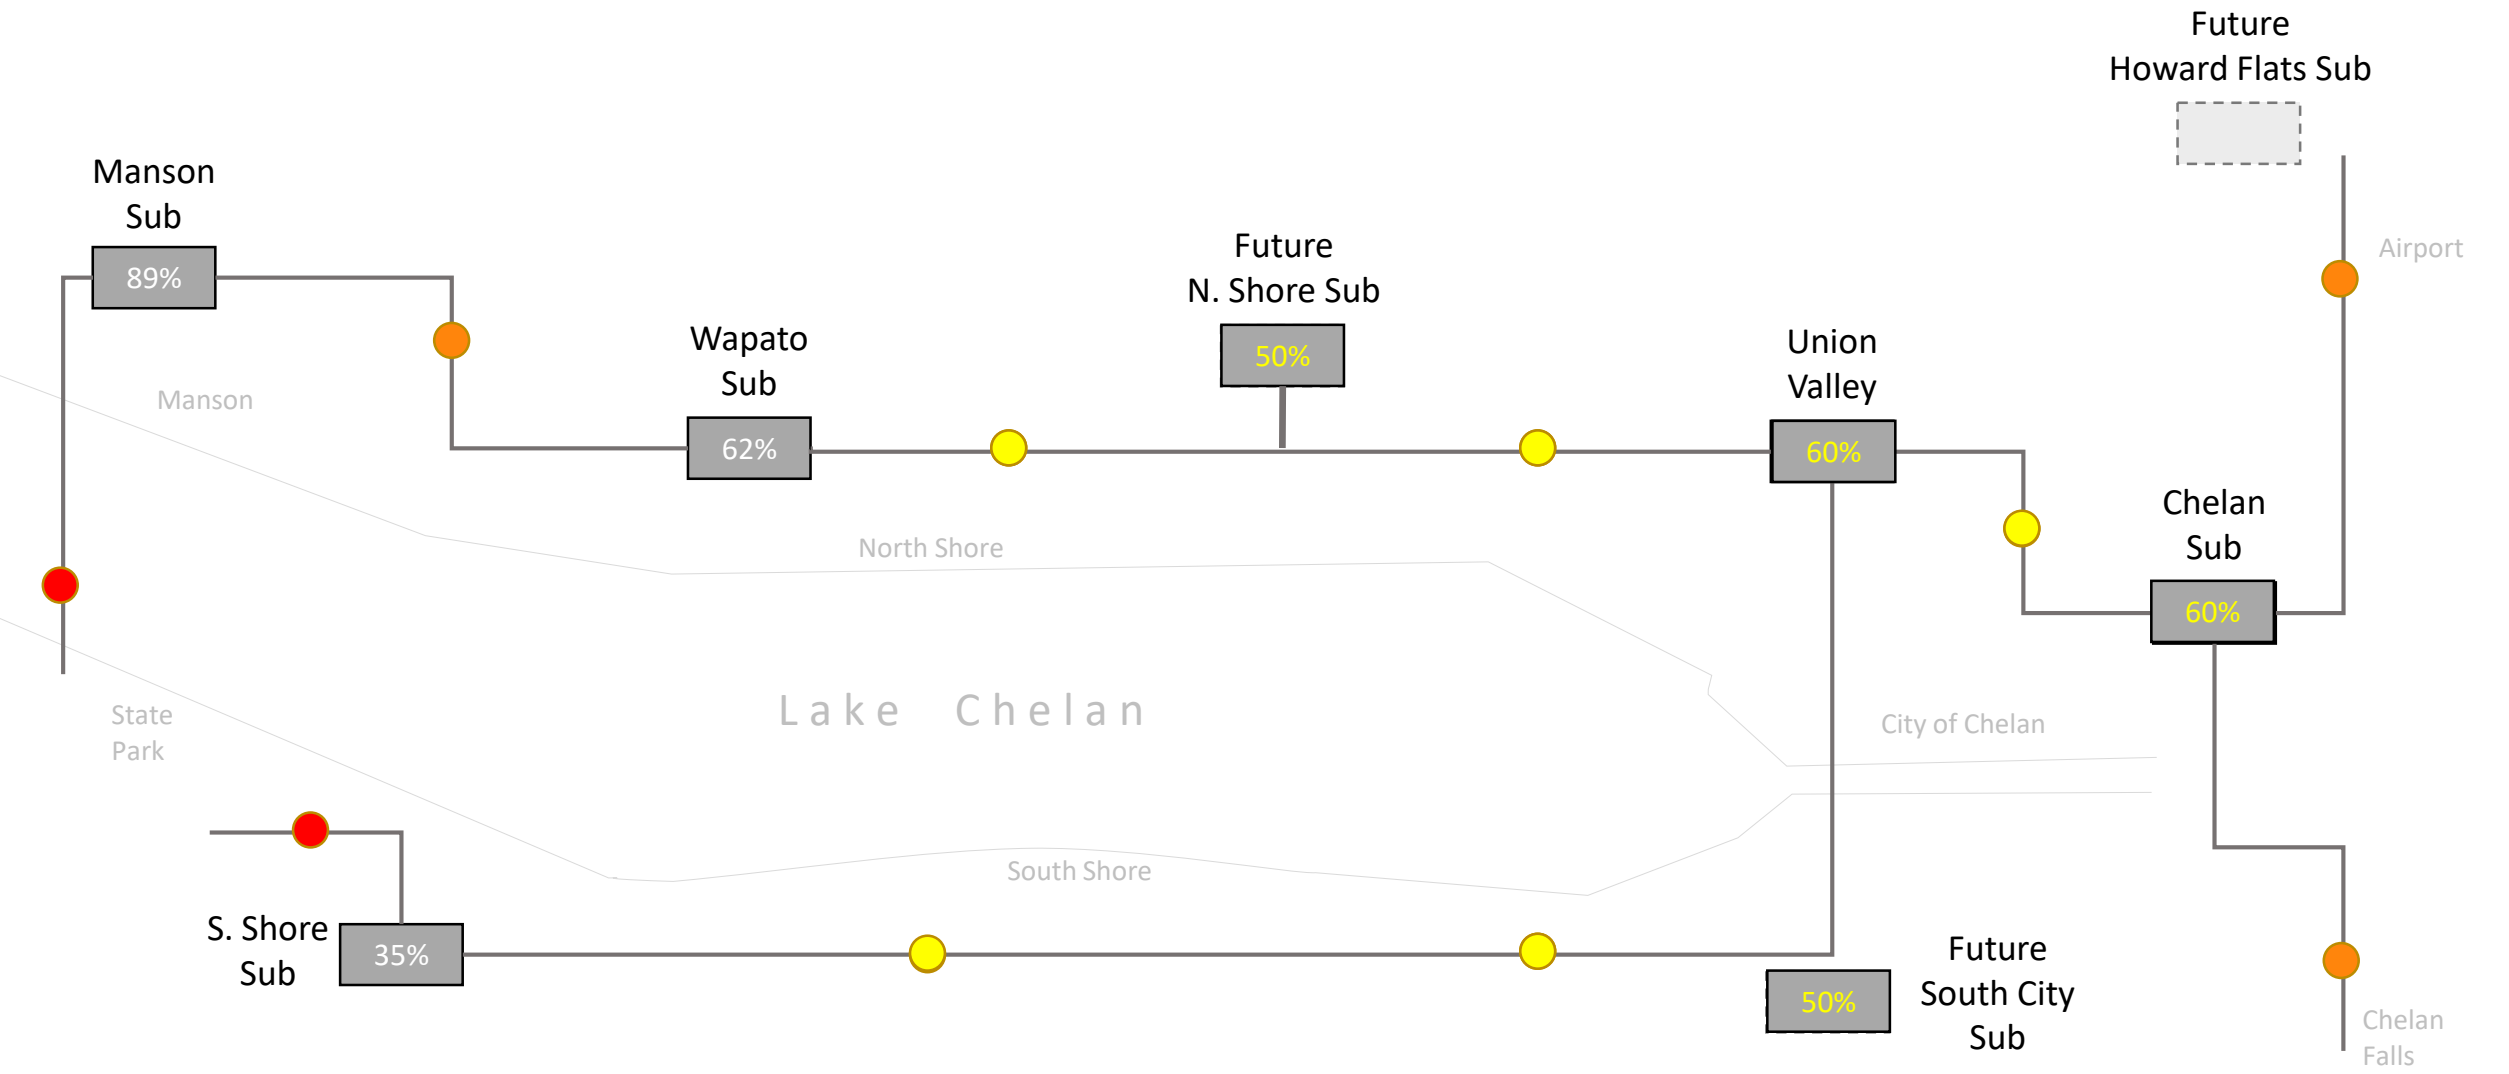 Future
Howard Flats Sub
Manson
Sub
89%
Airport
Future
N. Shore Sub
50%
Wapato
Sub
62%
Union
Valley
60%
Manson
Chelan
Sub
60%
North Shore
Lake Chelan
State
Park
City of Chelan
South Shore
S. Shore
Sub
35%
Future
South City
Sub
50%
Chelan
Falls